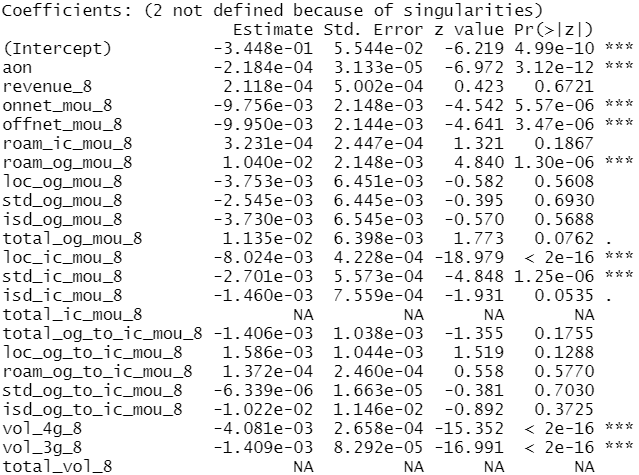 Coefficients: (2 not defined because of singularities)
Estimate Std. Error z value Pr(>|z|)
(Intercept) -3.448e-01 5.544e-02 -6.219 4.99e-10 ***
aon -2.184e-04 3.133e-05 -6.972 3.12e-12 ***
revenue_8 2.118e-04 5.002e-04 0.423 0.6721
onnet_mou_8 -9.756e-03 2.148e-03 -4.542 5.57e-06 ***
offnet_mou_8 -9.950e-03 2.144e-03 -4.641 3.47e-06 ***
roam_ic_mou_8 3.231e-04 2.447e-04 1.321 0.1867
roam_og_mou_8 1.040e-02 2.148e-03 4.840 1.30e-06 ***
loc_og_mou_8 -3.753e-03 6.451e-03 -0.582 0.5608
std_og_mou_8 -2.545e-03 6.445e-03 -0.395 0.6930
isd_og_mou_8 -3.730e-03 6.545e-03 -0.570 0.5688
total_og_mou_8 1.135e-02 6.398e-03 1.773 0.0762 .
loc_ic_mou_8 -8.024e-03 4.228e-04 -18.979 < 2e-16 ***
std_ic_mou_8 -2.701e-03 5.573e-04 -4.848 1.25e-06 ***
isd_ic_mou_8 -1.460e-03 7.559e-04 -1.931 0.0535 .
total_ic_mou_8 NA NA NA NA
total_og_to_ic_mou_8 -1.406e-03 1.038e-03 -1.355 0.1755
loc_og_to_ic_mou_8 1.586e-03 1.044e-03 1.519 0.1288
roam_og_to_ic_mou_8 1.372e-04 2.460e-04 0.558 0.5770
std_og_to_ic_mou_8 -6.339e-06 1.663e-05 -0.381 0.7030
isd_og_to_ic_mou_8 -1.022e-02 1.146e-02 -0.892 0.3725
vol_4g_8 -4.081e-03 2.658e-04 -15.352 < 2e-16 ***
vol_3g_8 -1.409e-03 8.292e-05 -16.991 < 2e-16 ***
total_vol_8 NA NA NA NA